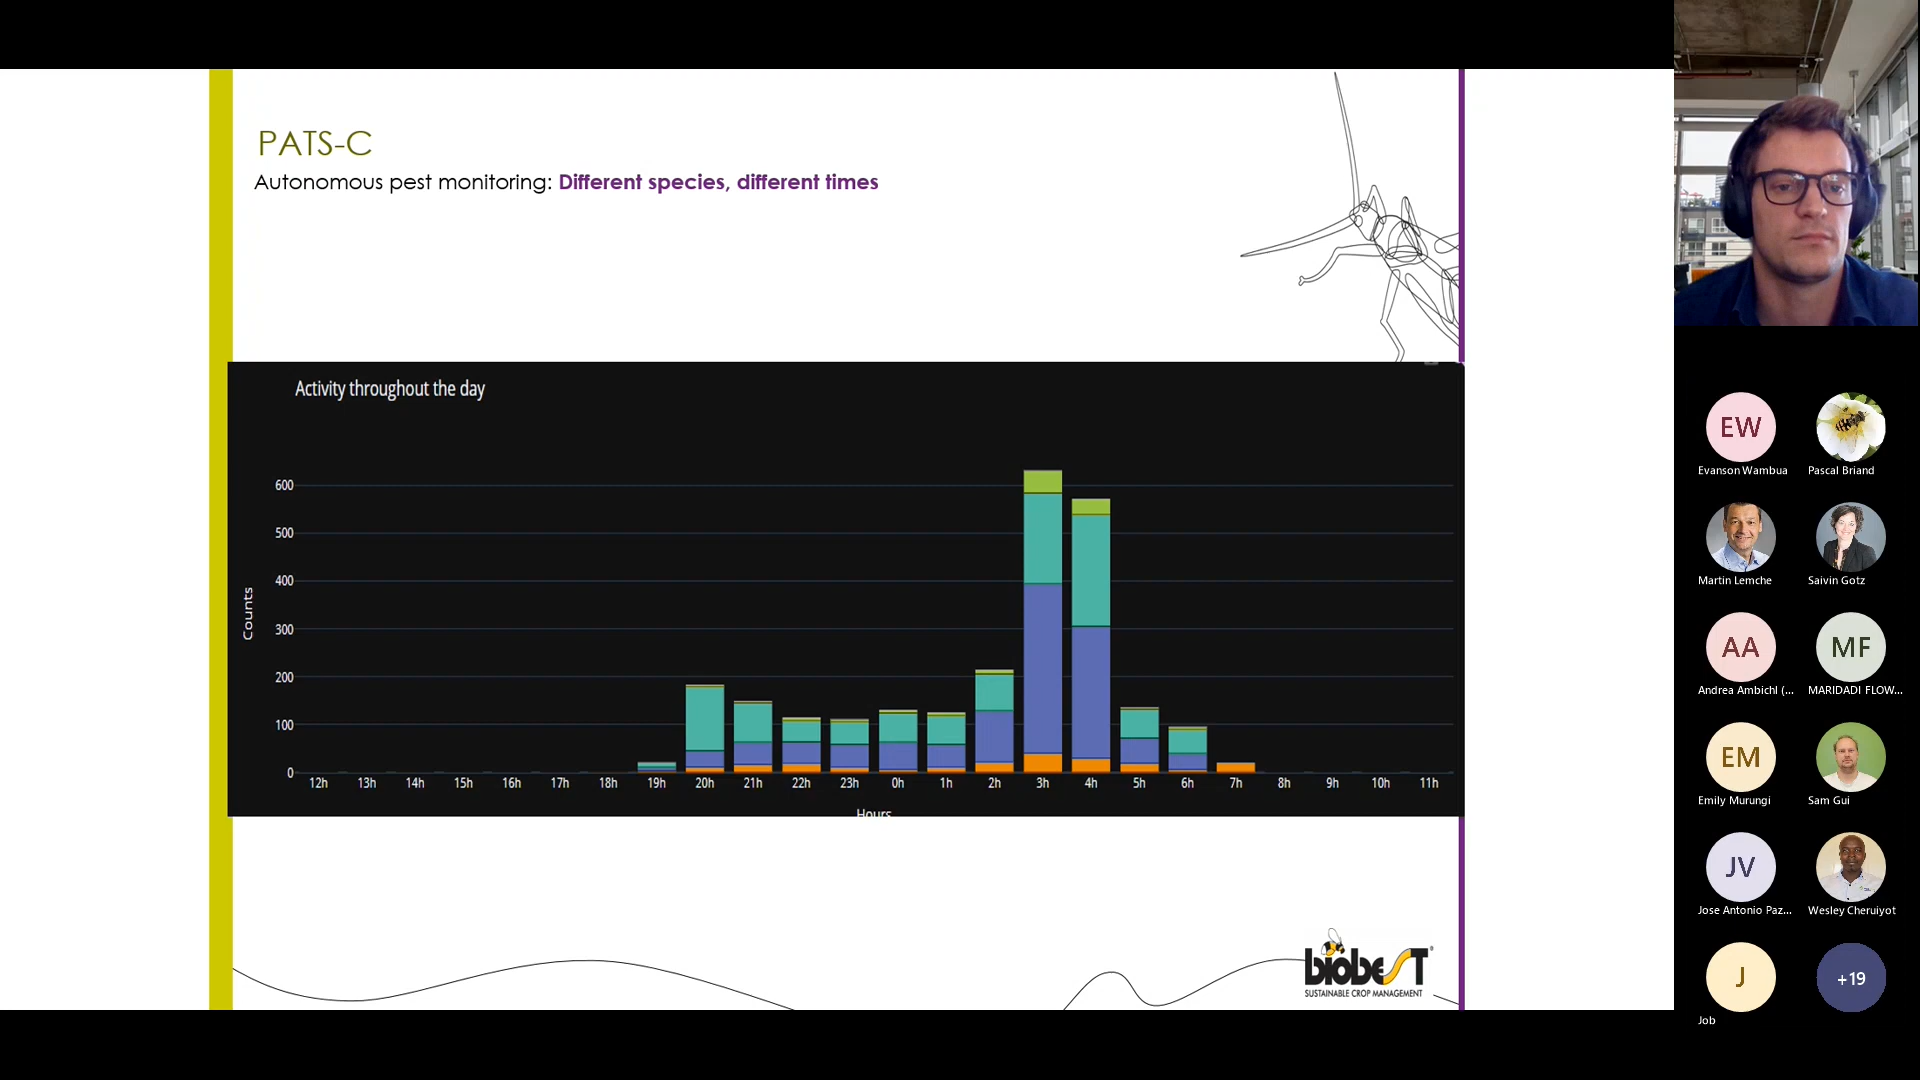 PATS-C
Autonomous pest monitoring: Different species, different times
Activity throughout the day
Counts
600
500
400
300
200
100
0
12h 13h 14h 15h 16h 17h 18h 19h 20h 21h 22h 23h 0h 1h 2h 3h 4h 5h 6h 7h 8h 9h 10h 11h
Hours
biobesT®
SUSTAINABLE CROP MANAGEMENT
EW
Evanson Wambua
Pascal Briand
Martin Lemche
Saivin Gotz
AA
MF
Andrea Ambichl (...
MARIDADI FLOW...
EM
Emily Murungi
Sam Gui
JV
Jose Antonio Paz...
Wesley Cheruiyot
J
+19
Job